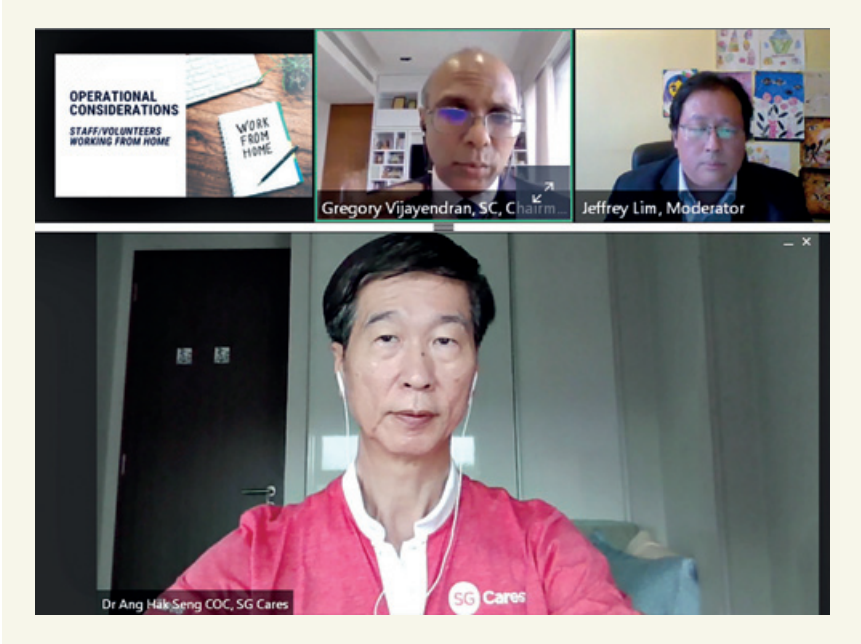 OPERATIONAL
CONSIDERATIONS
STAFF/VOLUNTEERS
WORKING FROM HOME
WORK
FROM
HOME
Gregory Vijayendran, SC, Chairm...
Jeffrey Lim, Moderator
Dr Ang Hak Seng COC, SG Cares
SG Cares